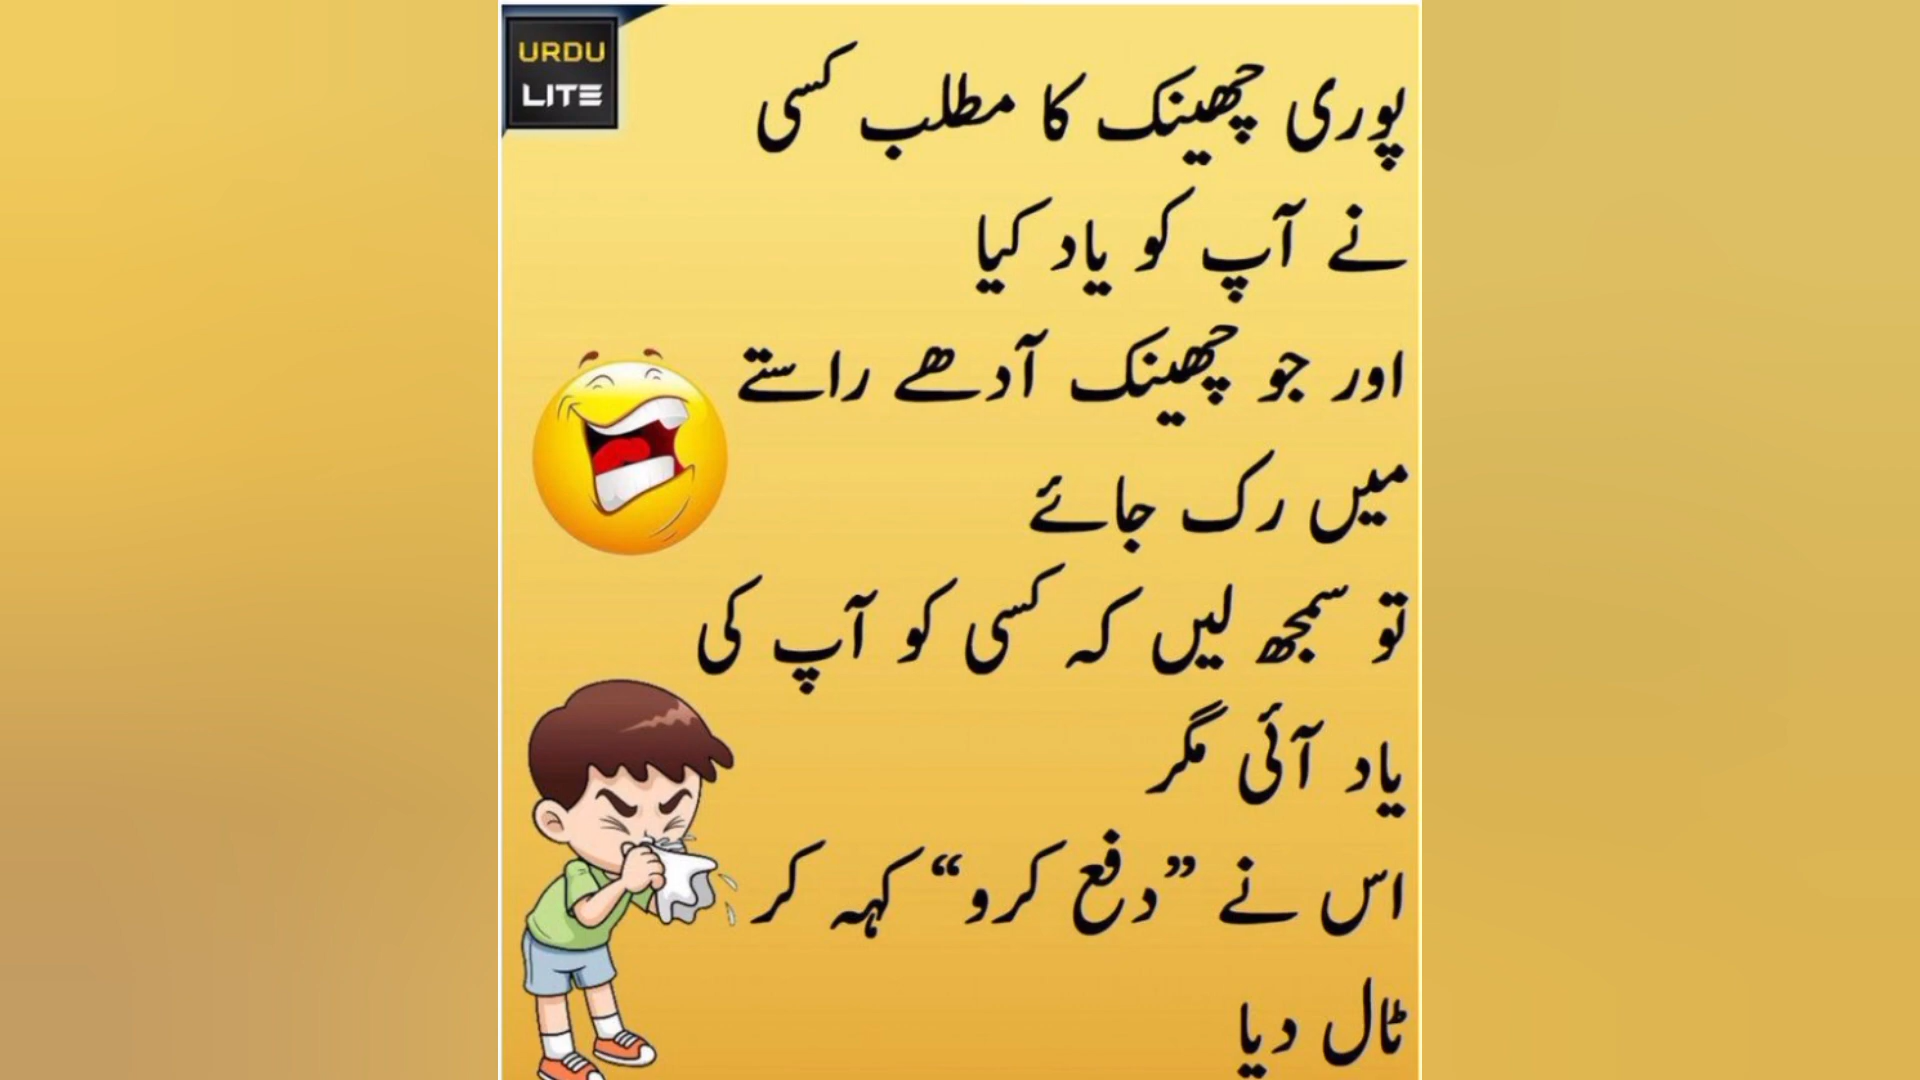 URDU
LITE
پوری چھینک کا مطلب کسی
نے آپ کو یاد کیا
اور جو چھینک آدھے راستے
میں رک جائے
تو سمجھ لیں کہ کسی کو آپ کی
یاد آئی مگر
اس نے ”دفع کرو“ کہہ کر
ٹال دیا